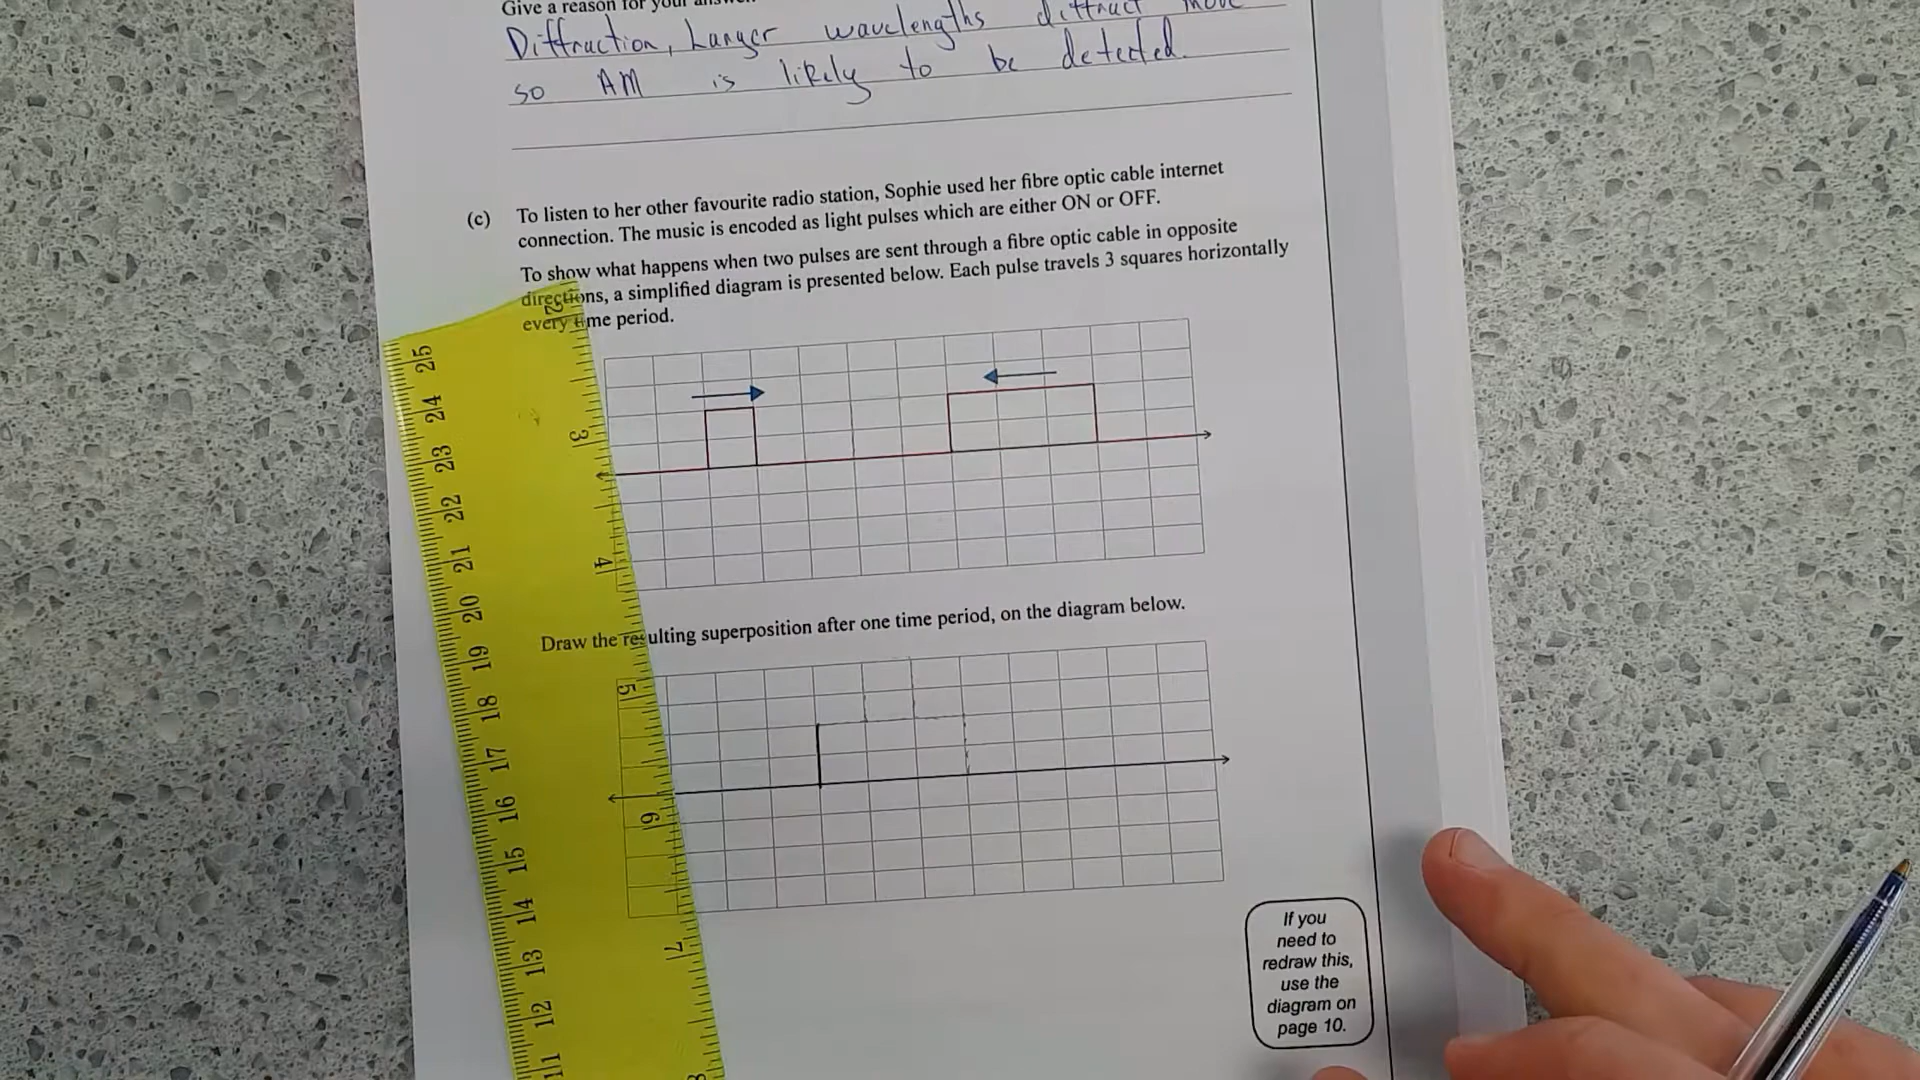 Give a reason for your answer.
Diffraction, Longer wavelengths diffract more
so AM is likely to be detected.
(c) To listen to her other favourite radio station, Sophie used her fibre optic cable internet
connection. The music is encoded as light pulses which are either ON or OFF.
To show what happens when two pulses are sent through a fibre optic cable in opposite
directions, a simplified diagram is presented below. Each pulse travels 3 squares horizontally
every time period.
Draw the resulting superposition after one time period, on the diagram below.
If you
need to
redraw this,
use the
diagram on
page 10.
25
24
23
22
21
20
19
18
17
16
15
14
13
12
11
2
3
4
5
6
7
8